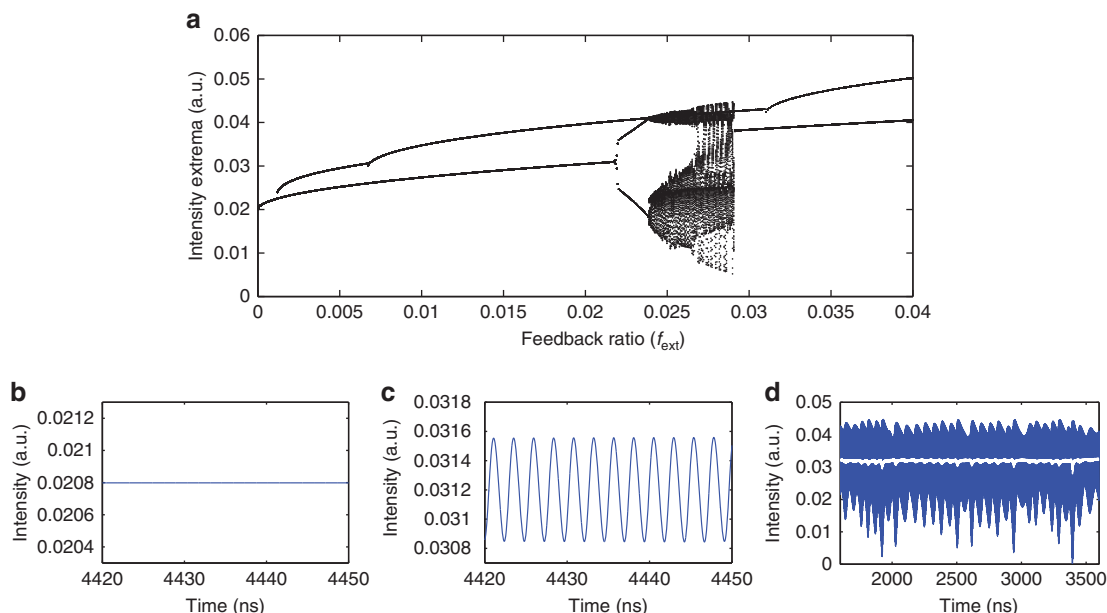 a
0.06
0.05
0.04
0.03
0.02
0.01
0
Intensity extrema (a.u.)
0 0.005 0.01 0.015 0.02 0.025 0.03 0.035 0.04
Feedback ratio (fext)
b
0.0212
0.021
0.0208
0.0206
0.0204
Intensity (a.u.)
4420 4430 4440 4450
Time (ns)
c
0.0318
0.0316
0.0314
0.0312
0.031
0.0308
Intensity (a.u.)
4420 4430 4440 4450
Time (ns)
d
0.05
0.04
0.03
0.02
0.01
0
Intensity (a.u.)
2000 2500 3000 3500
Time (ns)